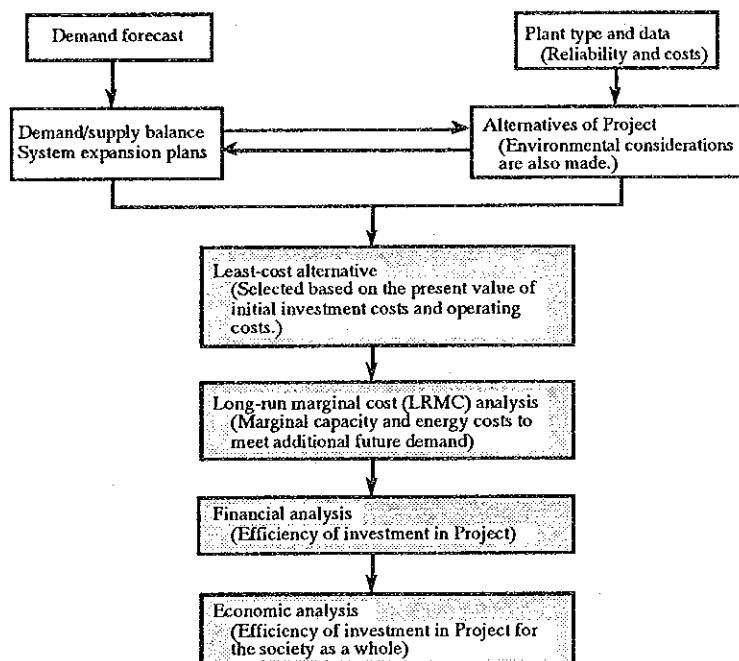 Demand forecast
Plant type and data
(Reliability and costs)
Demand/supply balance
System expansion plans
Alternatives of Project
(Environmental considerations
are also made.)
Least-cost alternative
(Selected based on the present value of
initial investment costs and operating
costs.)
Long-run marginal cost (LRMC) analysis
(Marginal capacity and energy costs to
meet additional future demand)
Financial analysis
(Efficiency of investment in Project)
Economic analysis
(Efficiency of investment in Project for
the society as a whole)